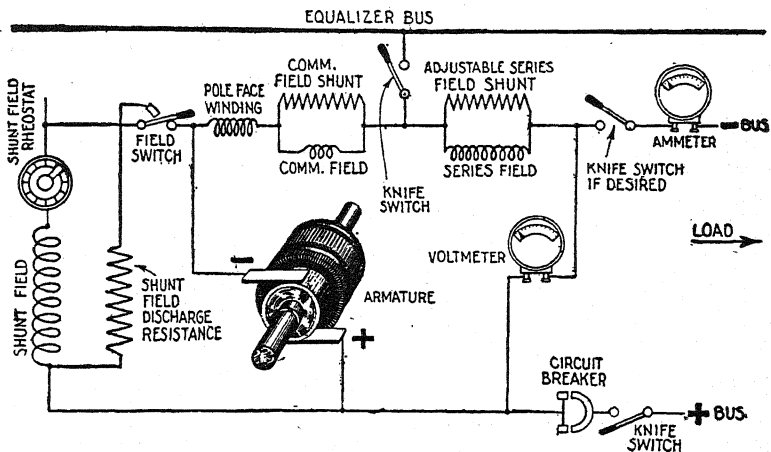 EQUALIZER BUS
SHUNT FIELD
RHEOSTAT
POLE FACE
WINDING
COMM.
FIELD SHUNT
ADJUSTABLE SERIES
FIELD SHUNT
FIELD
SWITCH
COMM. FIELD
KNIFE
SWITCH
SERIES FIELD
KNIFE SWITCH
IF DESIRED
AMMETER
- BUS.
LOAD
VOLTMETER
SHUNT FIELD
SHUNT
FIELD
DISCHARGE
RESISTANCE
-
ARMATURE
+
CIRCUIT
BREAKER
+ BUS.
KNIFE
SWITCH